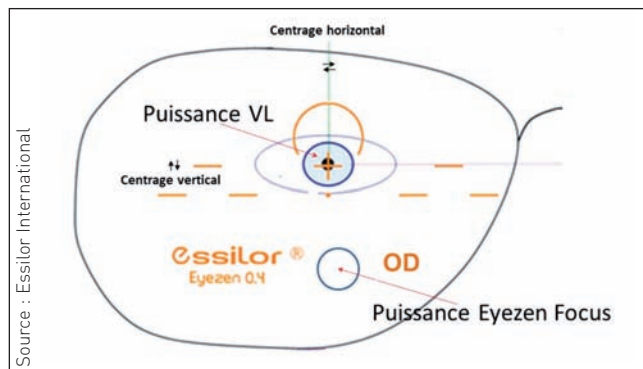 Centrage horizontal
Puissance VL
Centrage vertical
essilor ®
Eyezen 0.4
OD
Puissance Eyezen Focus
Source : Essilor International